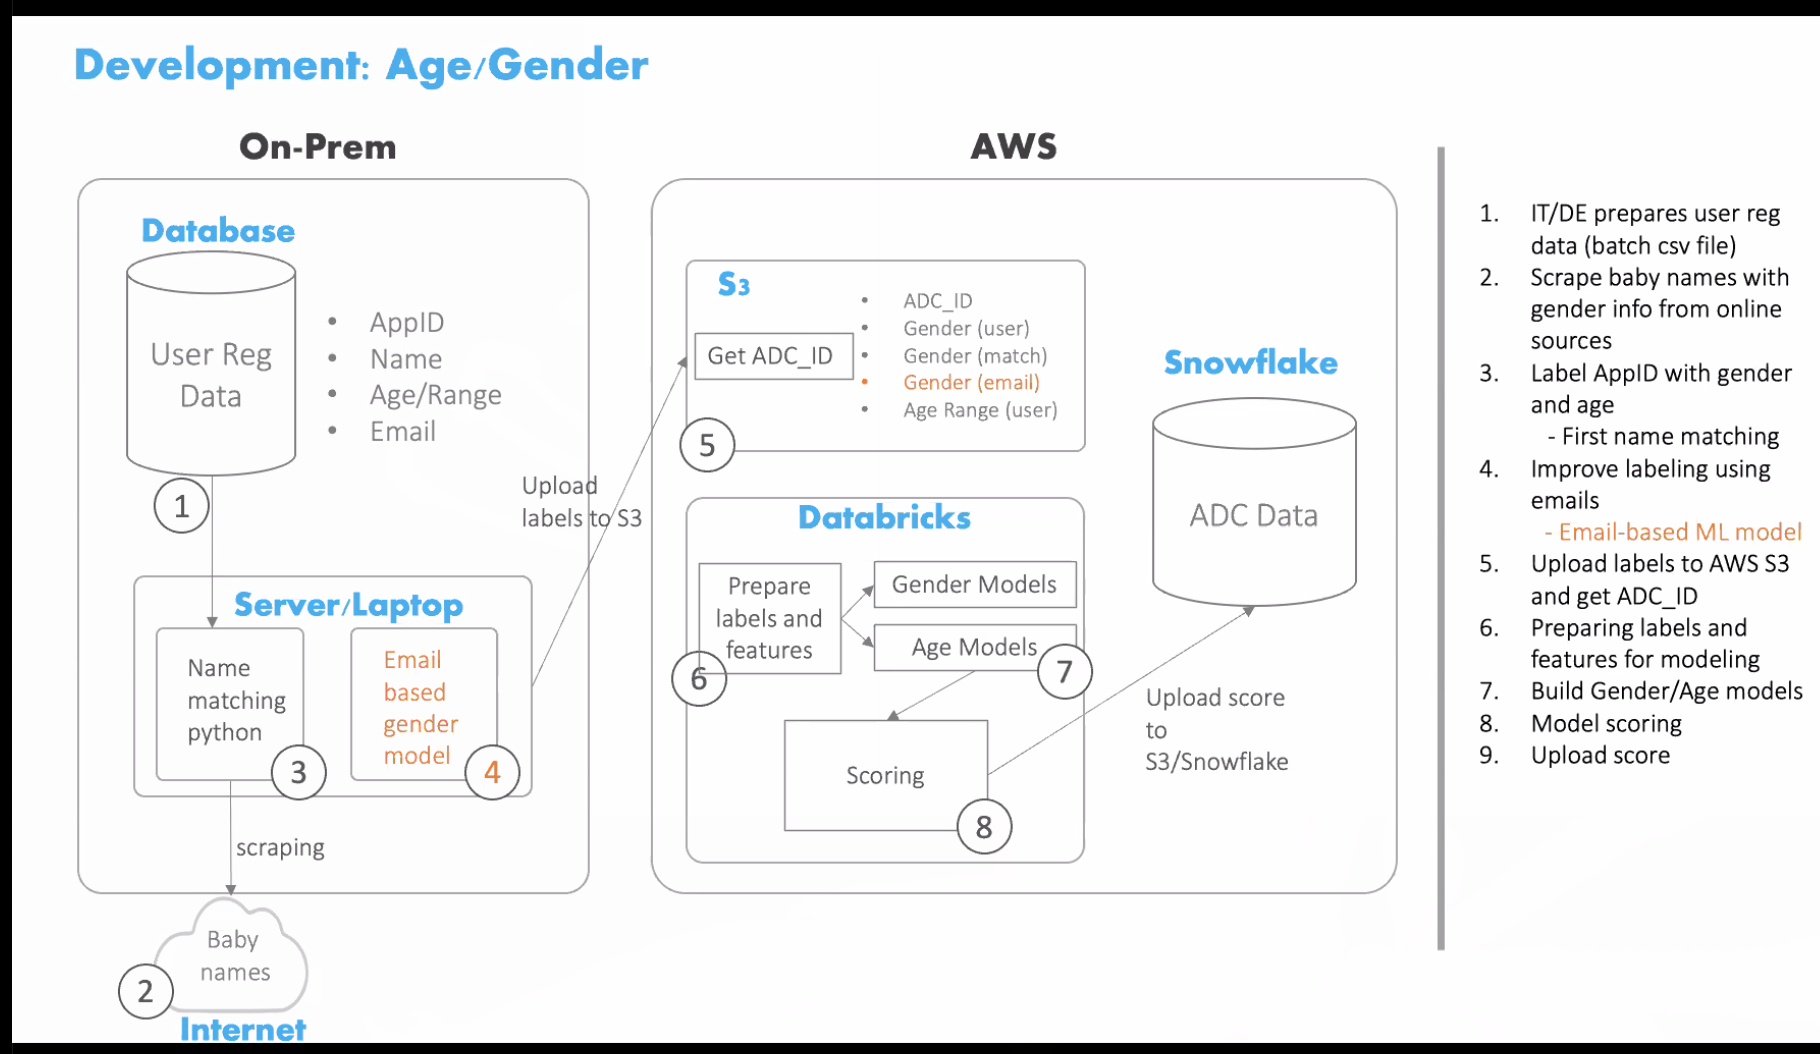 Development: Age/Gender
On-Prem
AWS
Database
User Reg
Data
• AppID
• Name
• Age/Range
• Email
1
Server/Laptop
Name
matching
python
3
Email
based
gender
model
4
scraping
Baby
names
2
Internet
Upload
labels to S3
S3
Get ADC_ID
• ADC_ID
• Gender (user)
• Gender (match)
• Gender (email)
• Age Range (user)
5
Databricks
Prepare
labels and
features
6
Gender Models
Age Models
7
Scoring
8
Upload score
to
S3/Snowflake
Snowflake
ADC Data
1. IT/DE prepares user reg
data (batch csv file)
2. Scrape baby names with
gender info from online
sources
3. Label AppID with gender
and age
- First name matching
4. Improve labeling using
emails
- Email-based ML model
5. Upload labels to AWS S3
and get ADC_ID
6. Preparing labels and
features for modeling
7. Build Gender/Age models
8. Model scoring
9. Upload score